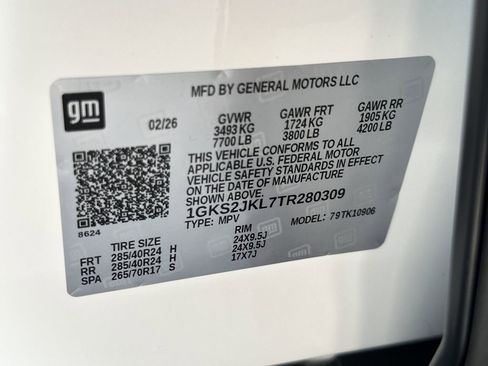 gm
MFD BY GENERAL MOTORS LLC
02/26 GVWR GAWR FRT GAWR RR
3493 KG 1724 KG 1905 KG
7700 LB 3800 LB 4200 LB
THIS VEHICLE CONFORMS TO ALL
APPLICABLE U.S. FEDERAL MOTOR
VEHICLE SAFETY STANDARDS IN EFFECT
ON THE DATE OF MANUFACTURE
SHOWN ABOVE.
1GKS2JKL7TR280309
8624 TYPE: MPV MODEL: 79TK10906
TIRE SIZE RIM
FRT 285/40R24 H 24X9.5J
RR 285/40R24 H 24X9.5J
SPA 265/70R17 S 17X7J